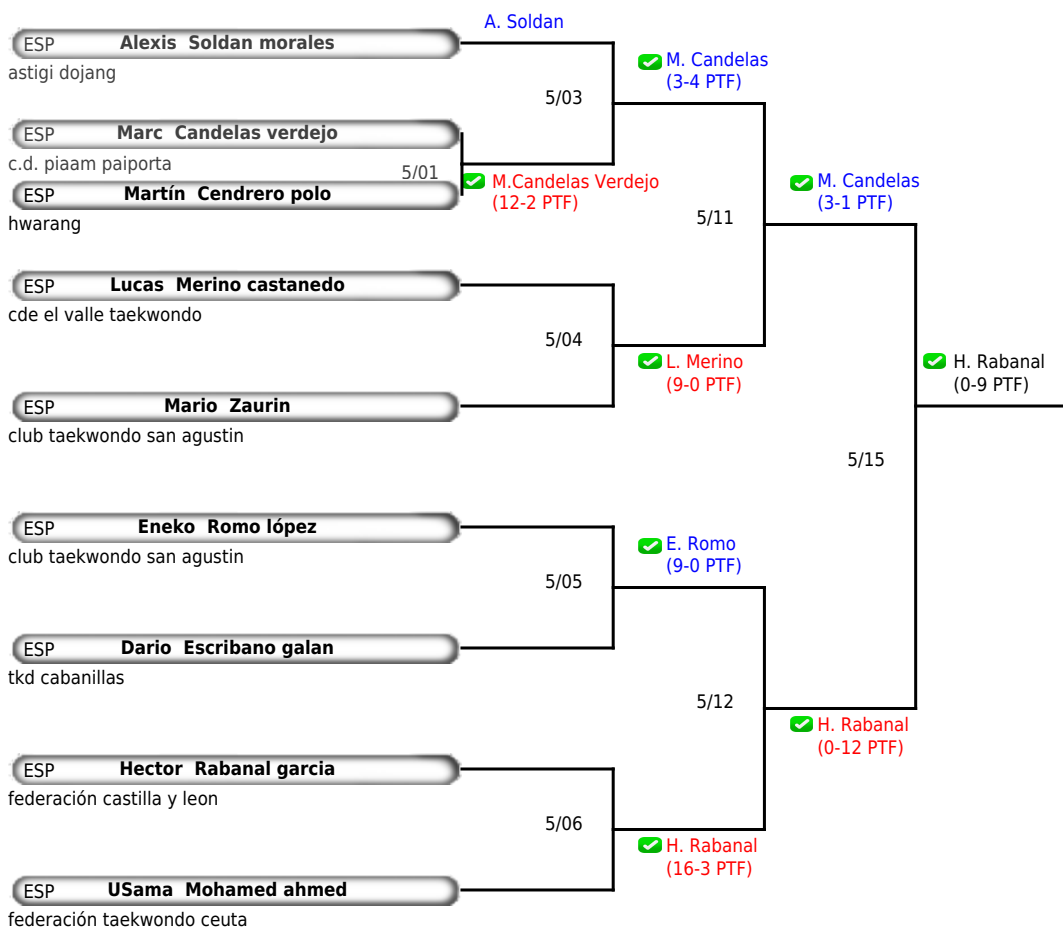 A. Soldan
ESP Alexis Soldan morales
astigi dojang
M. Candelas
(3-4 PTF)
5/03
ESP Marc Candelas verdejo
c.d. piaam paiporta
5/01
M.Candelas Verdejo
(12-2 PTF)
ESP Martín Cendrero polo
hwarang
M. Candelas
(3-1 PTF)
5/11
ESP Lucas Merino castanedo
cde el valle taekwondo
5/04
L. Merino
(9-0 PTF)
H. Rabanal
(0-9 PTF)
ESP Mario Zaurin
club taekwondo san agustin
5/15
ESP Eneko Romo lópez
club taekwondo san agustin
E. Romo
(9-0 PTF)
5/05
ESP Dario Escribano galan
tkd cabanillas
5/12
H. Rabanal
(0-12 PTF)
ESP Hector Rabanal garcia
federación castilla y leon
5/06
H. Rabanal
(16-3 PTF)
ESP USama Mohamed ahmed
federación taekwondo ceuta